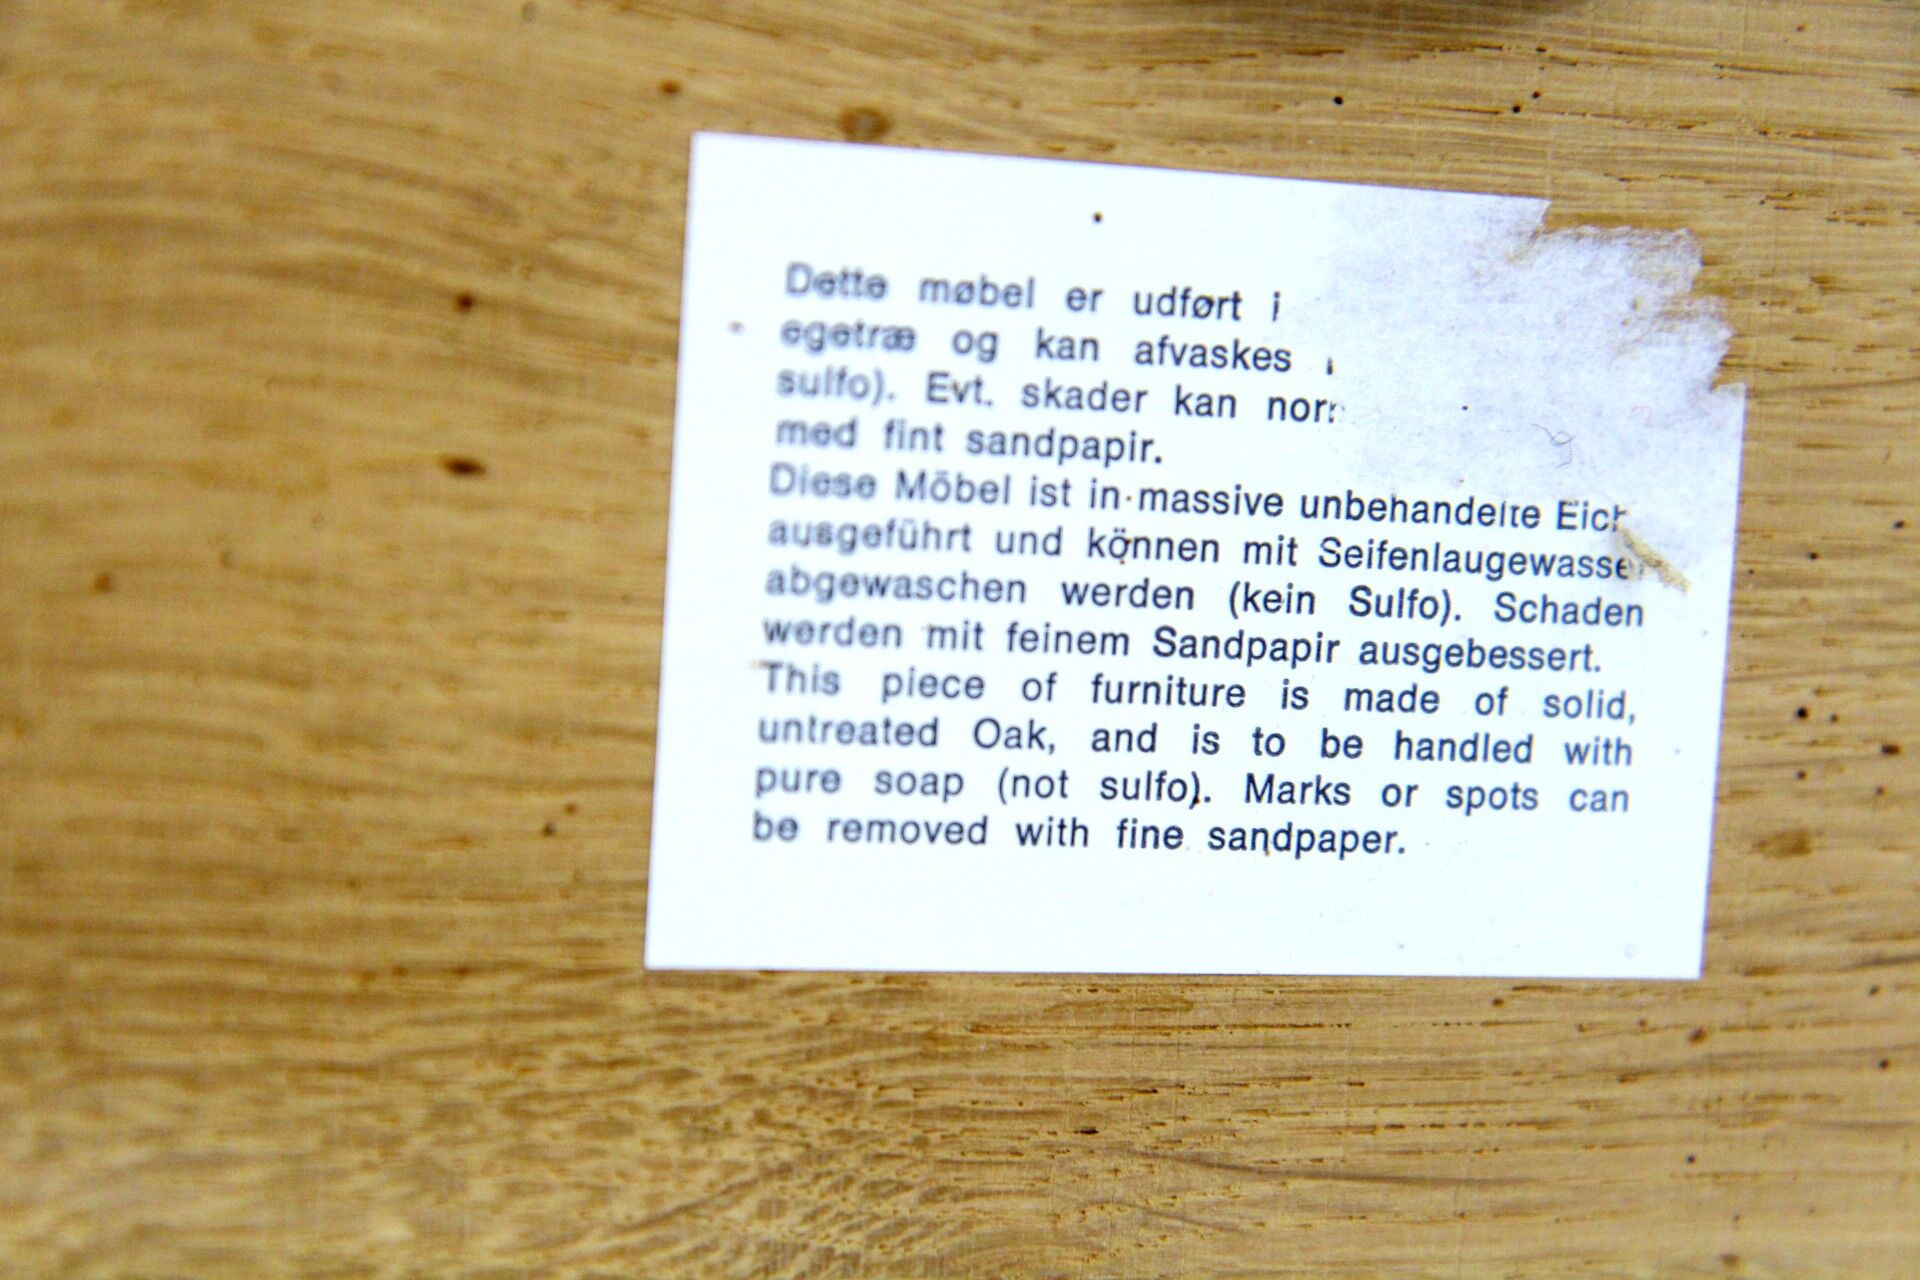 Dette møbel er udført i
egetræ og kan afvaskes
sulfo). Evt. skader kan
med fint sandpapir.
Diese Möbel ist in massive unbehandelte
ausgeführt und können mit Seifenlaugewasser
abgewaschen werden (kein Sulfo). Schaden
werden mit feinem Sandpapir ausgebessert.
This piece of furniture is made of solid,
untreated Oak, and is to be handled with
pure soap (not sulfo). Marks or spots can
be removed with fine sandpaper.